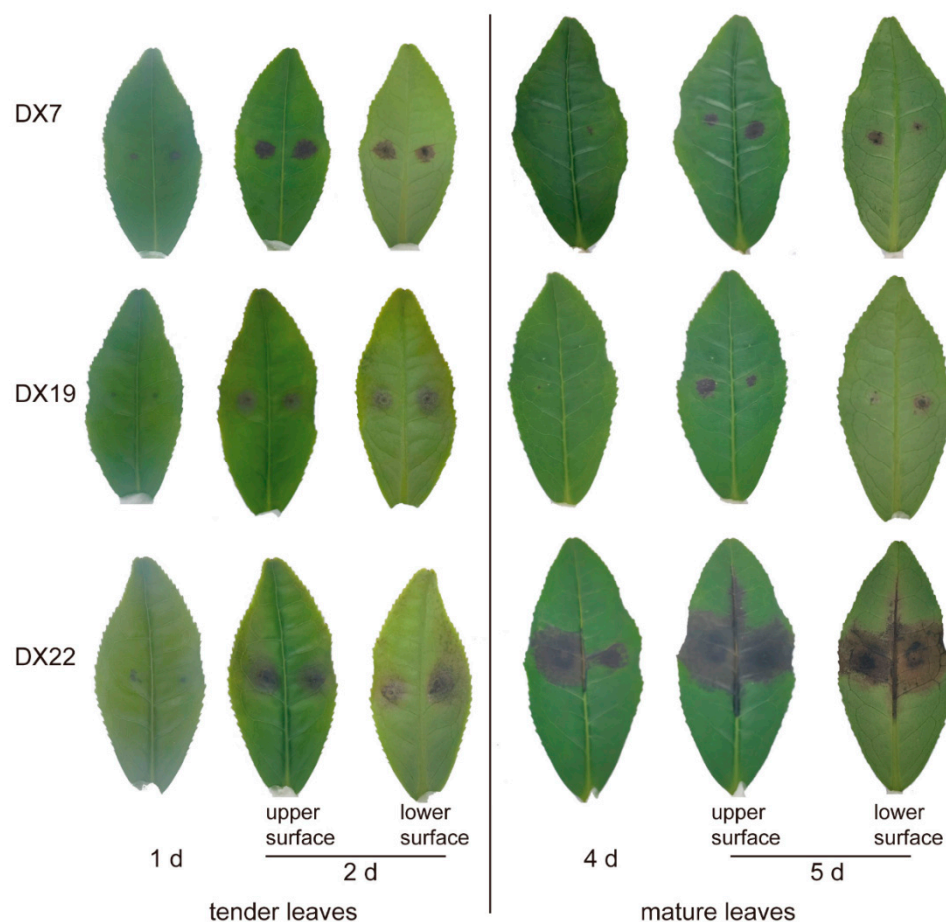 DX7
DX19
DX22
upper surface
lower surface
upper surface
lower surface
1 d
2 d
4 d
5 d
tender leaves
mature leaves